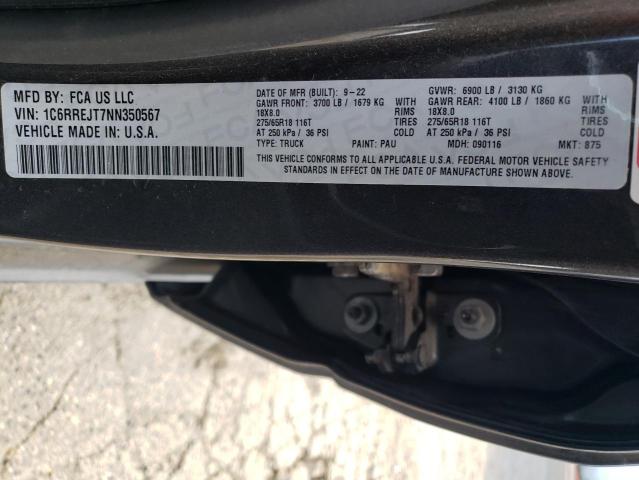 MFD BY: FCA US LLC
VIN: 1C6RREJT7NN350567
VEHICLE MADE IN: U.S.A.
DATE OF MFR (BUILT): 9-22 GVWR: 6900 LB / 3130 KG
GAWR FRONT: 3700 LB / 1679 KG GAWR REAR: 4100 LB / 1860 KG
18X8.0 RIMS 18X8.0 RIMS
275/65R18 116T TIRES 275/65R18 116T TIRES
AT 250 kPa / 36 PSI AT 250 kPa / 36 PSI
TYPE: TRUCK PAINT: PAU MDH: 090116 MKT: 875
THIS VEHICLE CONFORMS TO ALL APPLICABLE U.S.A. FEDERAL MOTOR VEHICLE SAFETY
STANDARDS IN EFFECT ON THE DATE OF MANUFACTURE SHOWN ABOVE.